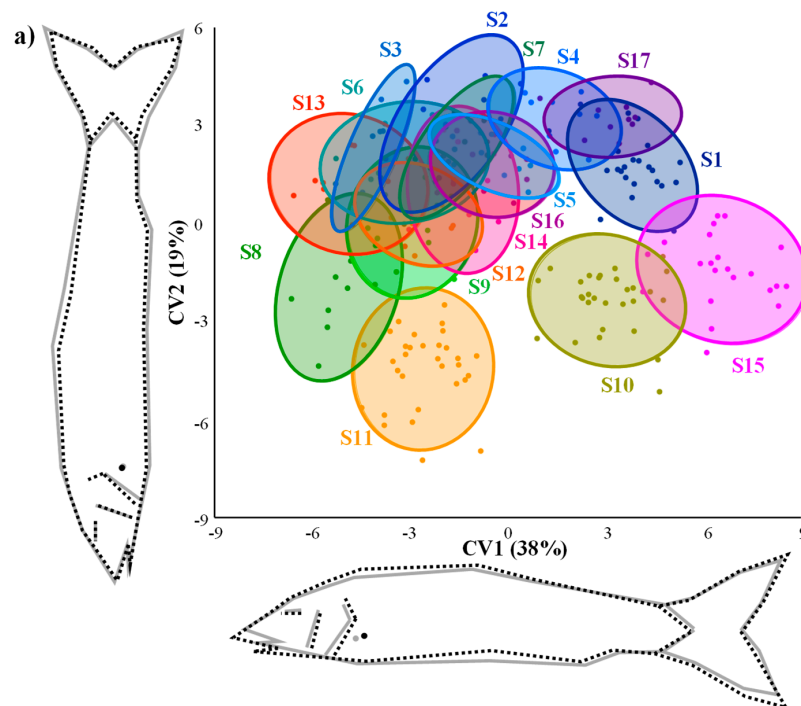 a)
6
3
0
-3
-6
-9
CV2 (19%)
S2
S3
S7
S4
S17
S6
S13
S1
S5
S16
S14
S8
S12
S9
S15
S10
S11
-9
-6
-3
0
3
6
9
CV1 (38%)